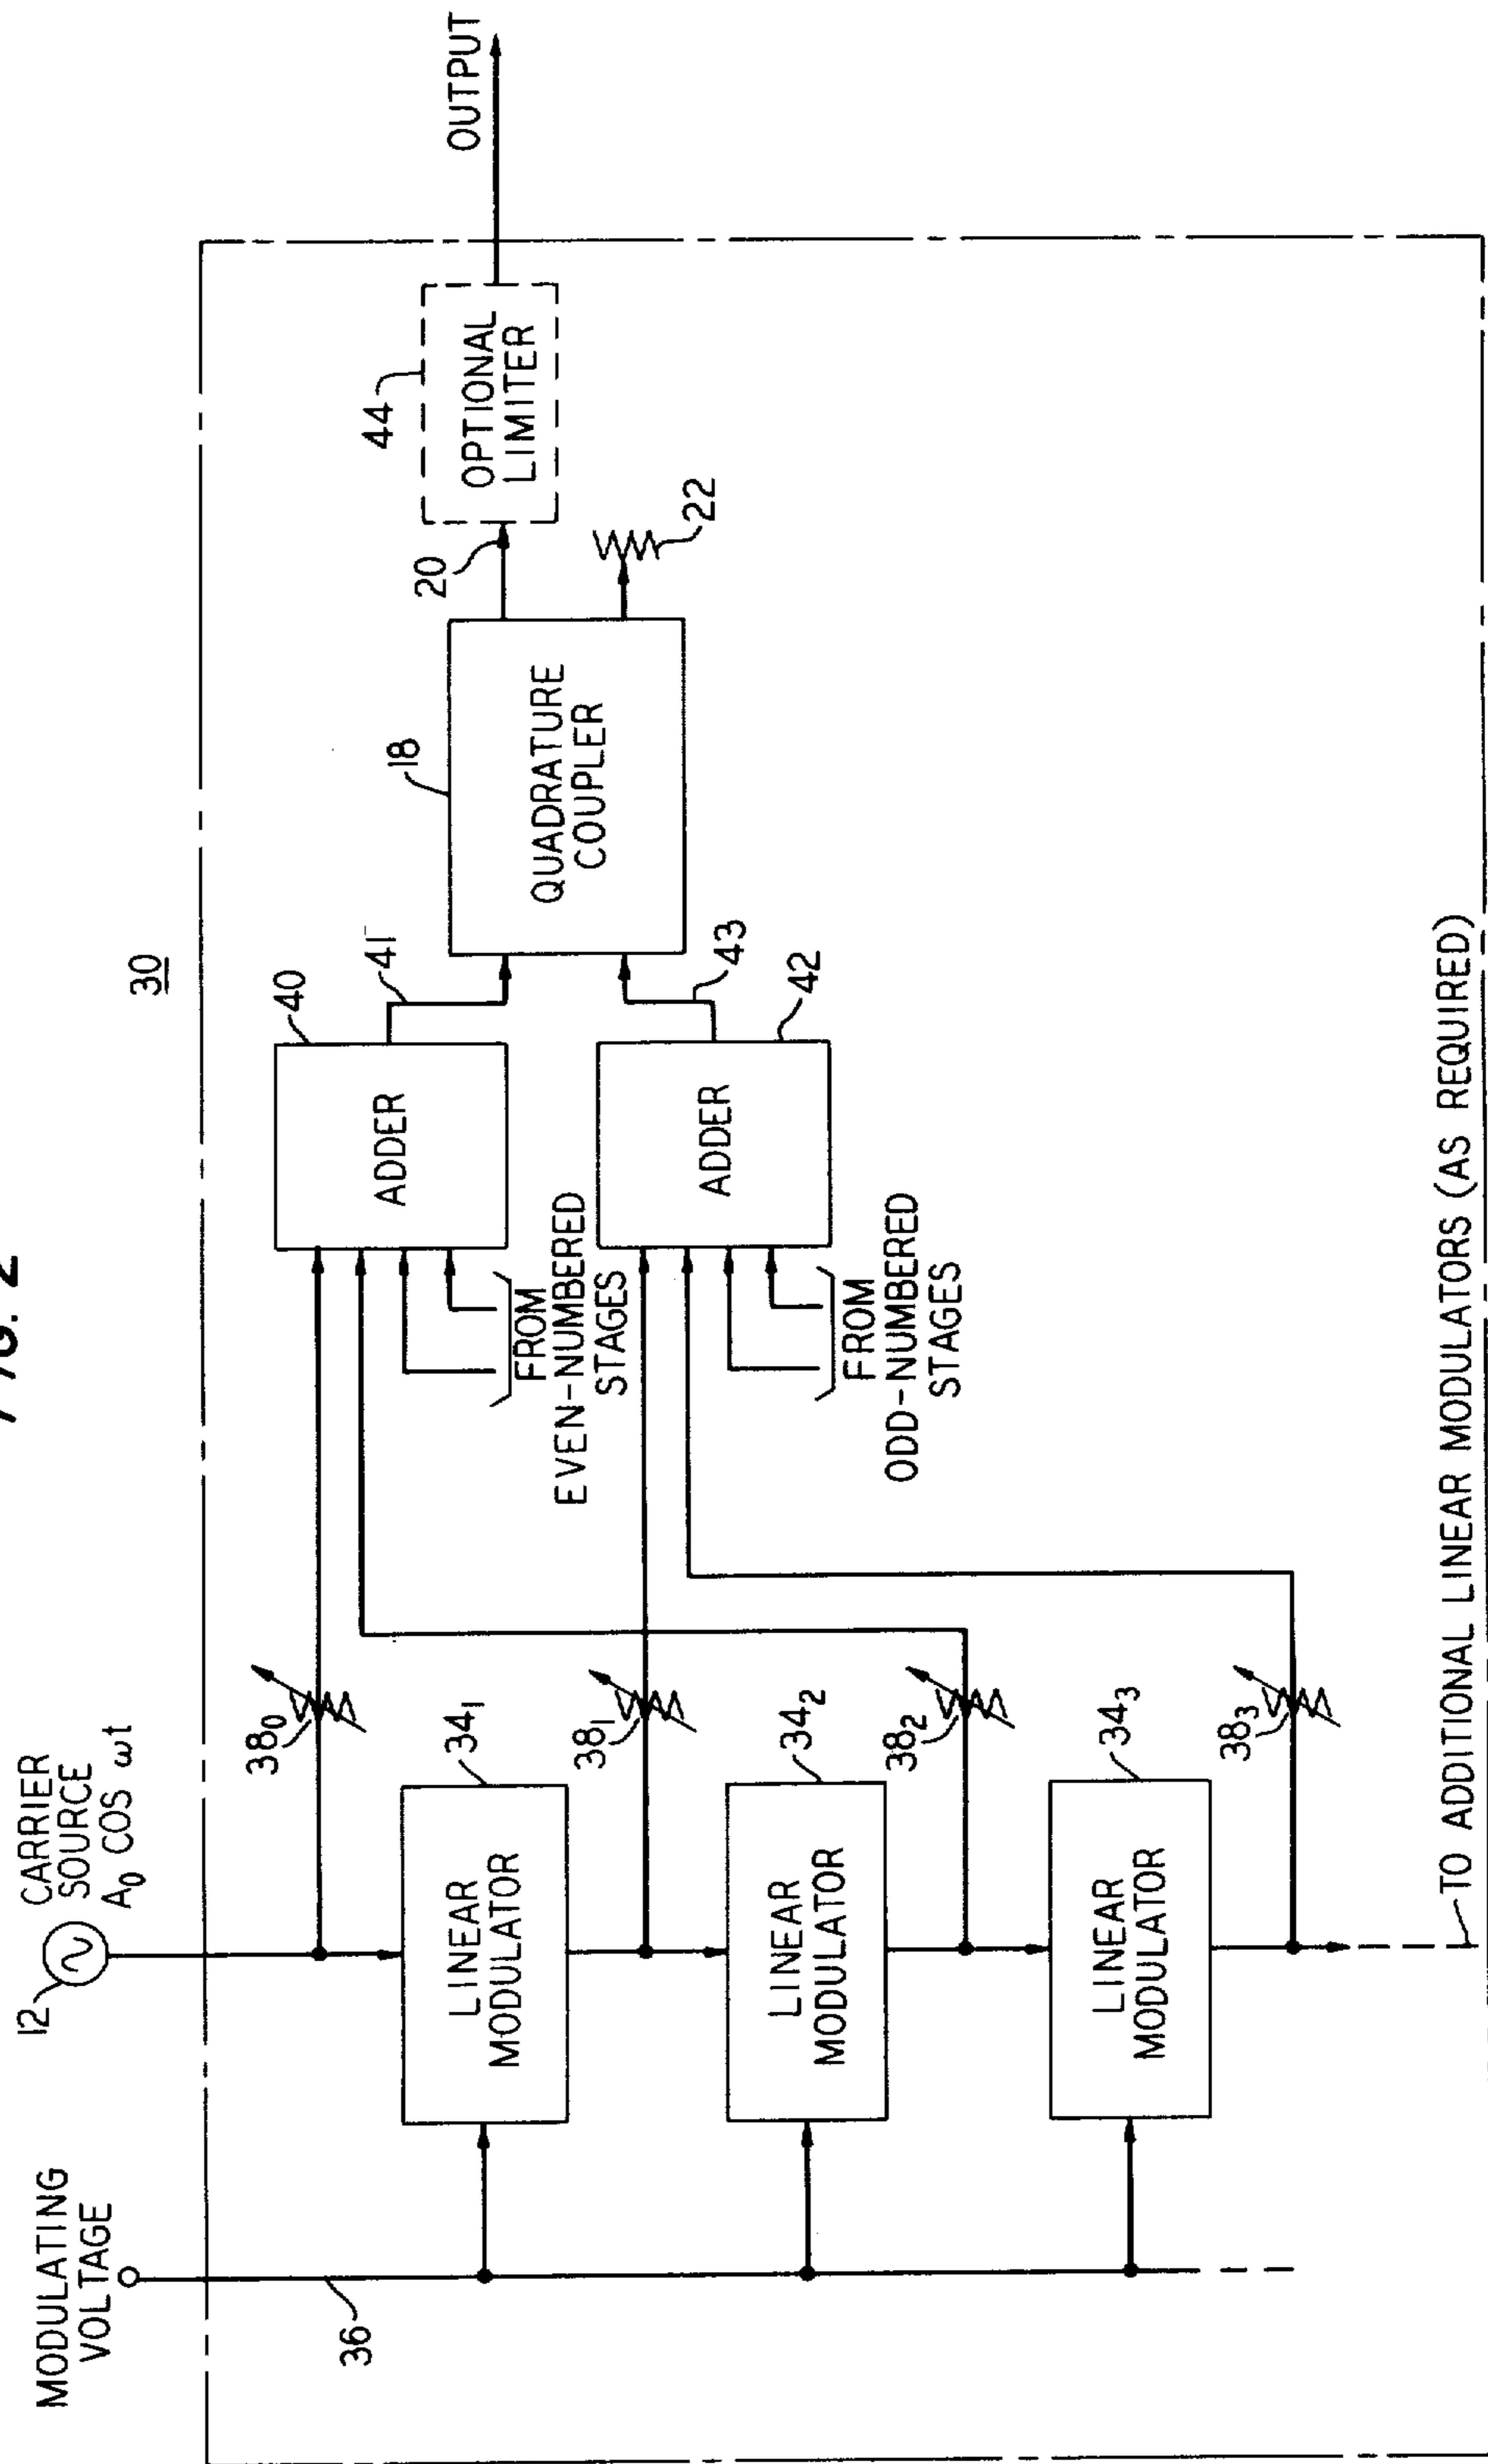 FIG. 2
30
MODULATING
VOLTAGE
36
12
CARRIER
SOURCE
A₀ COS ωt
38₀
LINEAR
MODULATOR
34₁
38₁
LINEAR
MODULATOR
34₂
38₂
LINEAR
MODULATOR
34₃
38₃
TO ADDITIONAL LINEAR MODULATORS (AS REQUIRED)
40
ADDER
41
FROM
EVEN-NUMBERED
STAGES
ADDER
42
43
FROM
ODD-NUMBERED
STAGES
18
QUADRATURE
COUPLER
20
22
44
OPTIONAL
LIMITER
OUTPUT